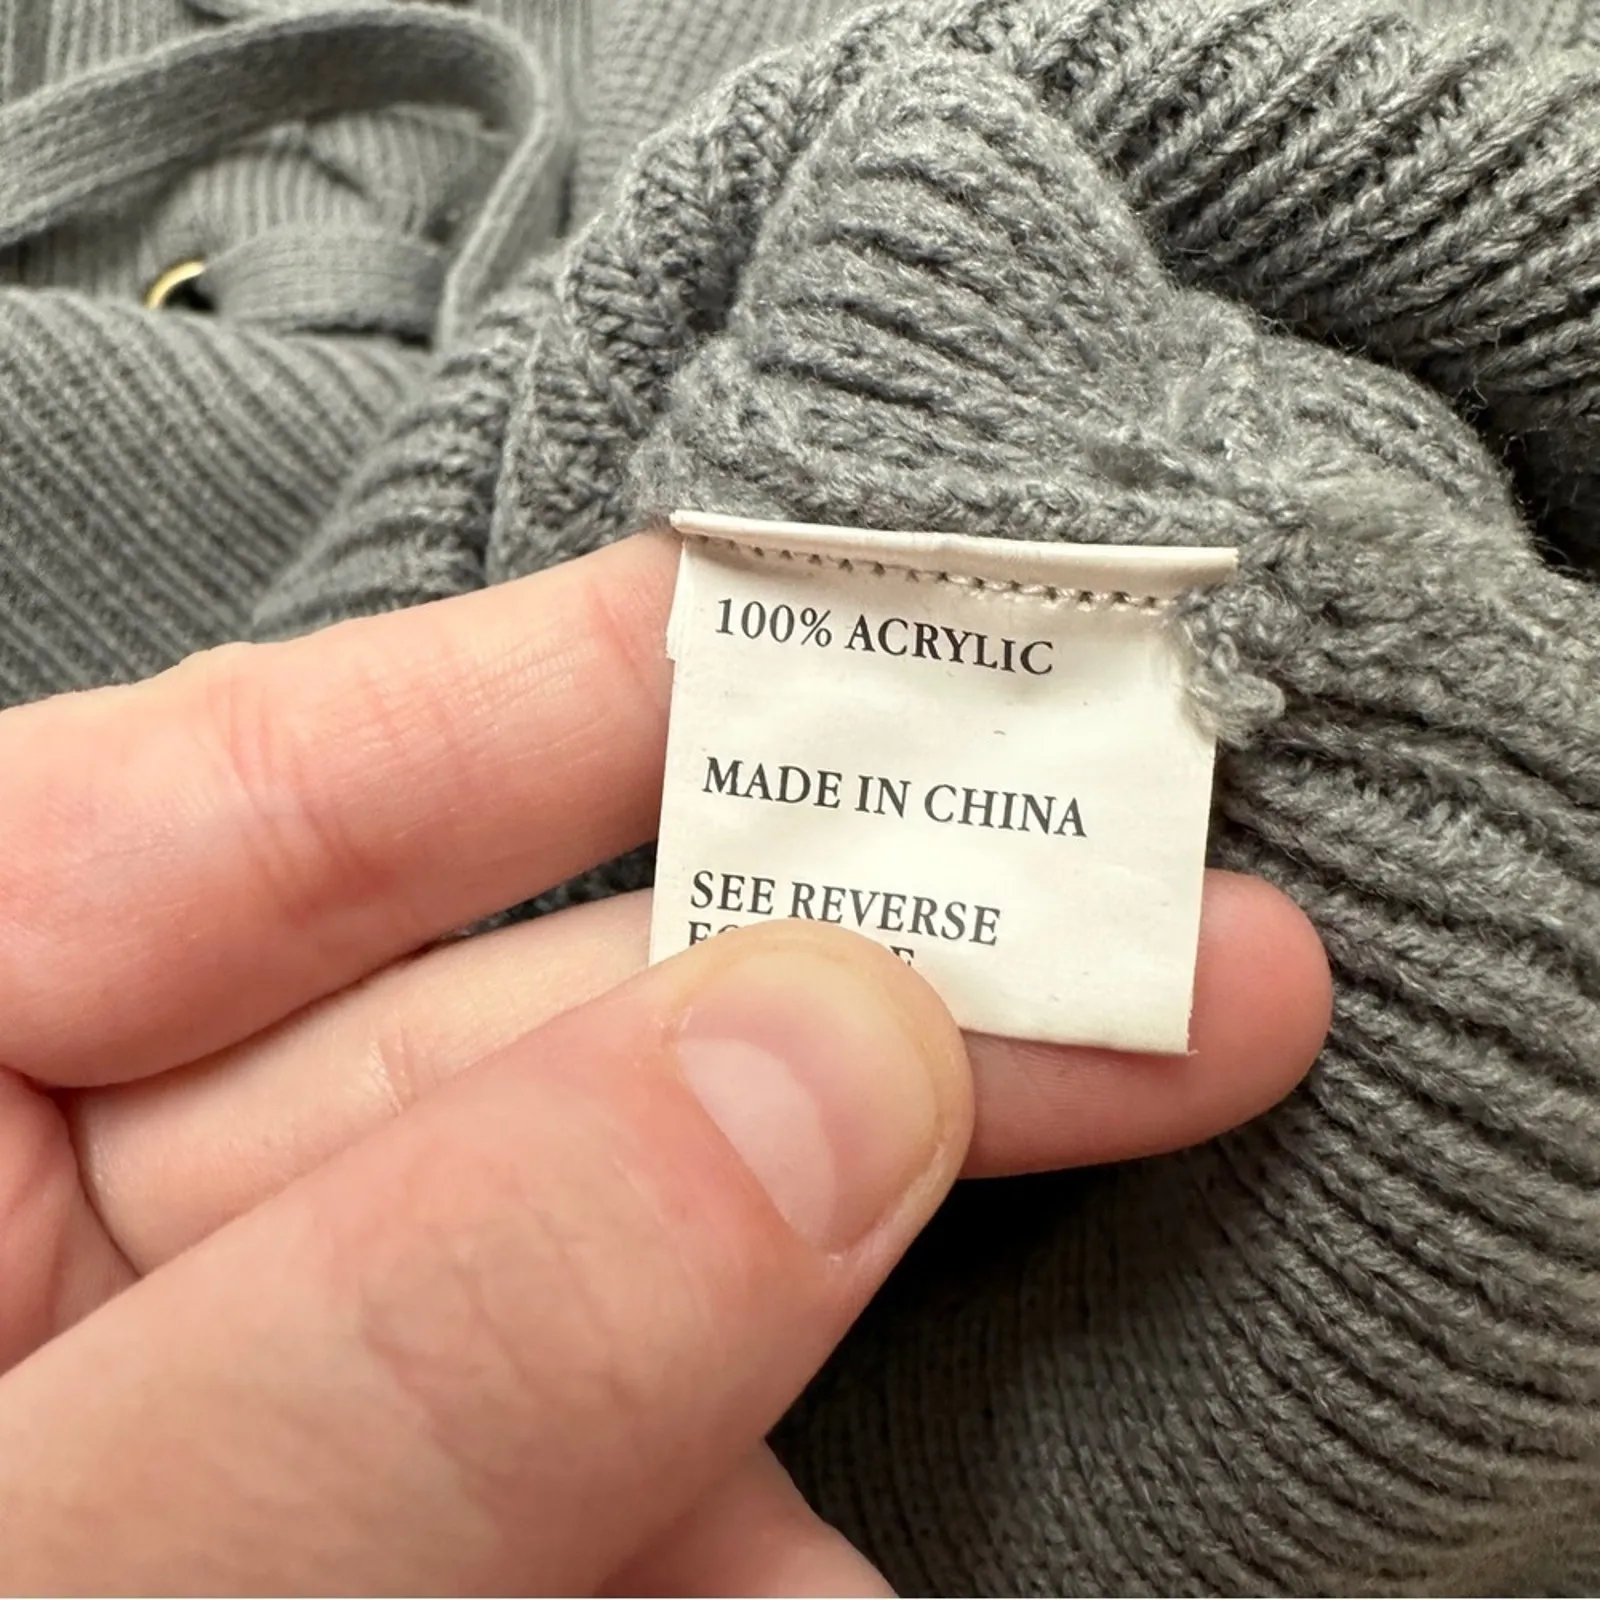 100% ACRYLIC
MADE IN CHINA
SEE REVERSE